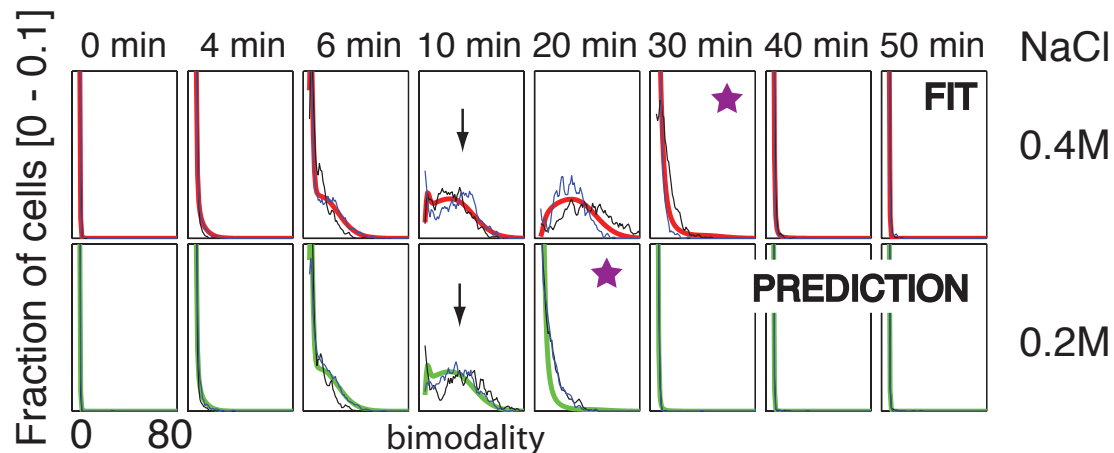 0 min 4 min 6 min 10 min 20 min 30 min 40 min 50 min NaCl
Fraction of cells [0 - 0.1]
FIT
0.4M
PREDICTION
0.2M
0 80
bimodality